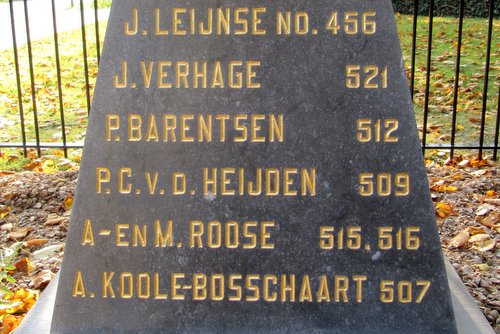 J. LEIJNSE NO. 456
J. VERHAGE 521
P. BARENTSEN 512
P. C. v. d. HEIJDEN 509
A- EN M. ROOSE 515, 516
A. KOOLE-BOSSCHAART 507